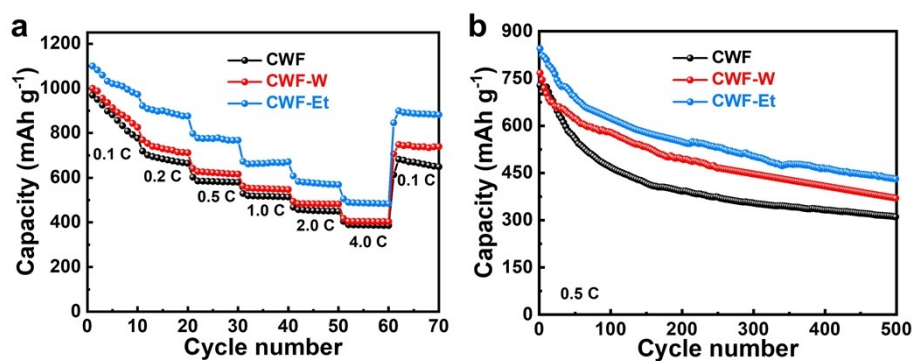 a
Capacity (mAh g⁻¹)
1200
1000
800
600
400
200
0
CWF
CWF-W
CWF-Et
0.1 C
0.2 C
0.5 C
1.0 C
2.0 C
4.0 C
0.1 C
0 10 20 30 40 50 60 70
Cycle number
b
Capacity (mAh g⁻¹)
900
750
600
450
300
150
0
CWF
CWF-W
CWF-Et
0.5 C
0 100 200 300 400 500
Cycle number